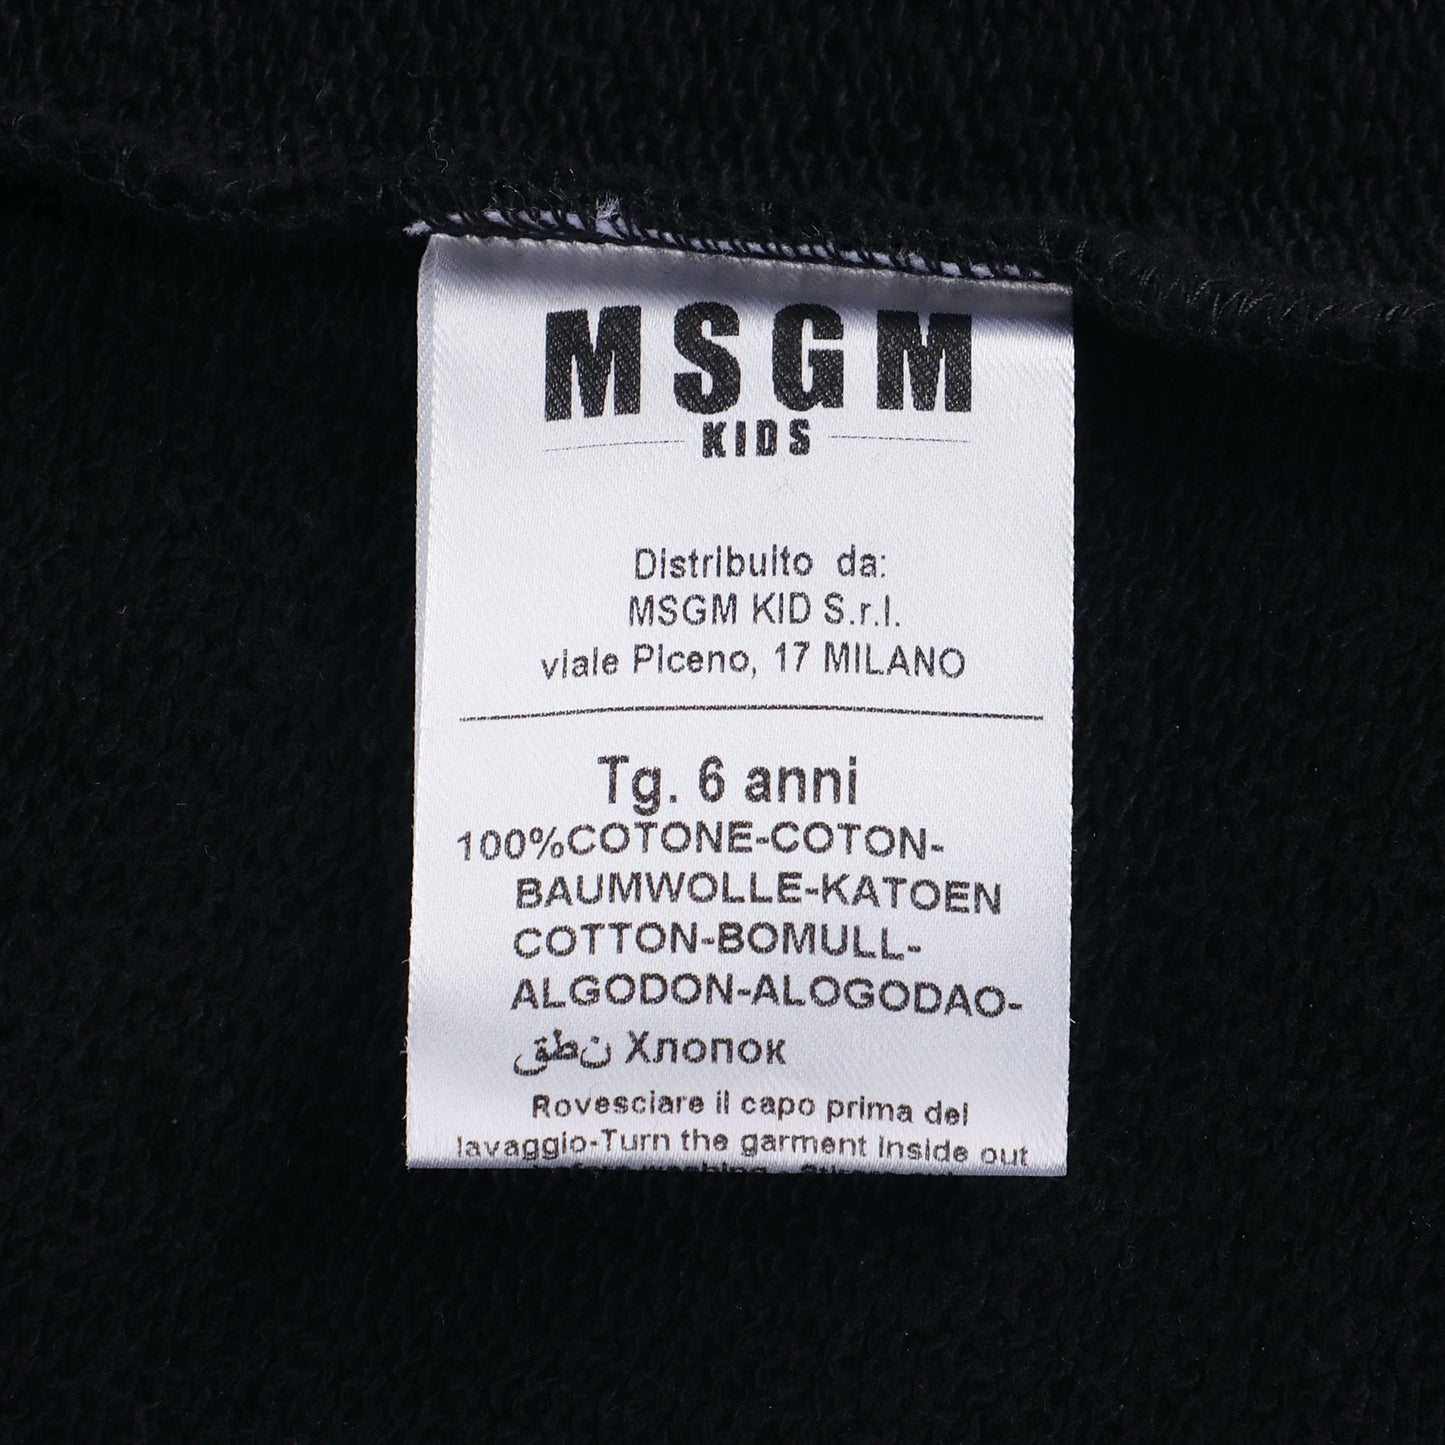 MSGM
KIDS
Distribuito da:
MSGM KID S.r.l.
viale Piceno, 17 MILANO
Tg. 6 anni
100%COTONE-COTON-
BAUMWOLLE-KATOEN
COTTON-BOMULL-
ALGODON-ALOGODAO-
قطن Хлопок
Rovesciare il capo prima del
lavaggio-Turn the garment inside out